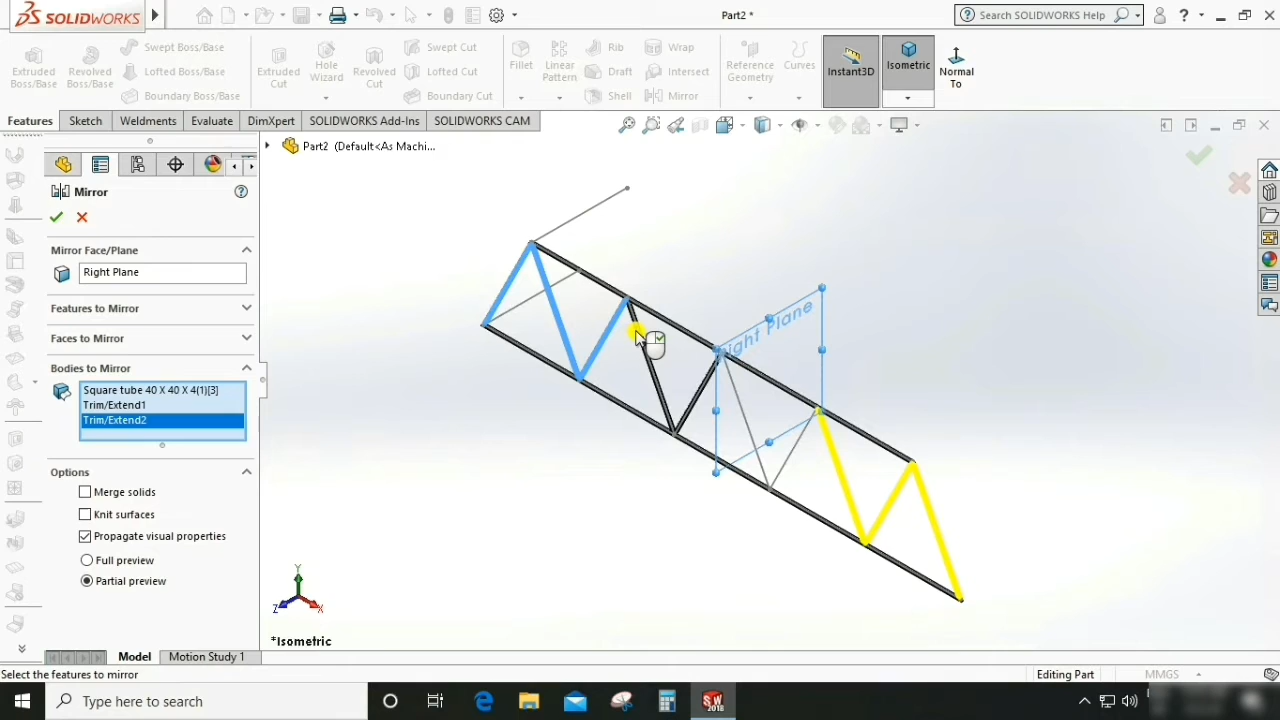 SOLIDWORKS
Part2 *
Search SOLIDWORKS Help
?
Extruded Boss/Base
Revolved Boss/Base
Swept Boss/Base
Lofted Boss/Base
Boundary Boss/Base
Extruded Cut
Hole Wizard
Revolved Cut
Swept Cut
Lofted Cut
Boundary Cut
Fillet
Linear Pattern
Rib
Draft
Shell
Wrap
Intersect
Mirror
Reference Geometry
Curves
Instant3D
Isometric
Normal To
Features
Sketch
Weldments
Evaluate
DimXpert
SOLIDWORKS Add-Ins
SOLIDWORKS CAM
Part2 (Default<As Machi...
Mirror
Mirror Face/Plane
Right Plane
Features to Mirror
Faces to Mirror
Bodies to Mirror
Square tube 40 X 40 X 4(1)[3]
Trim/Extend1
Trim/Extend2
Options
Merge solids
Knit surfaces
Propagate visual properties
Full preview
Partial preview
Right Plane
Y
Z
X
*Isometric
Model
Motion Study 1
Select the features to mirror
Editing Part
MMGS
Type here to search
SW
2018